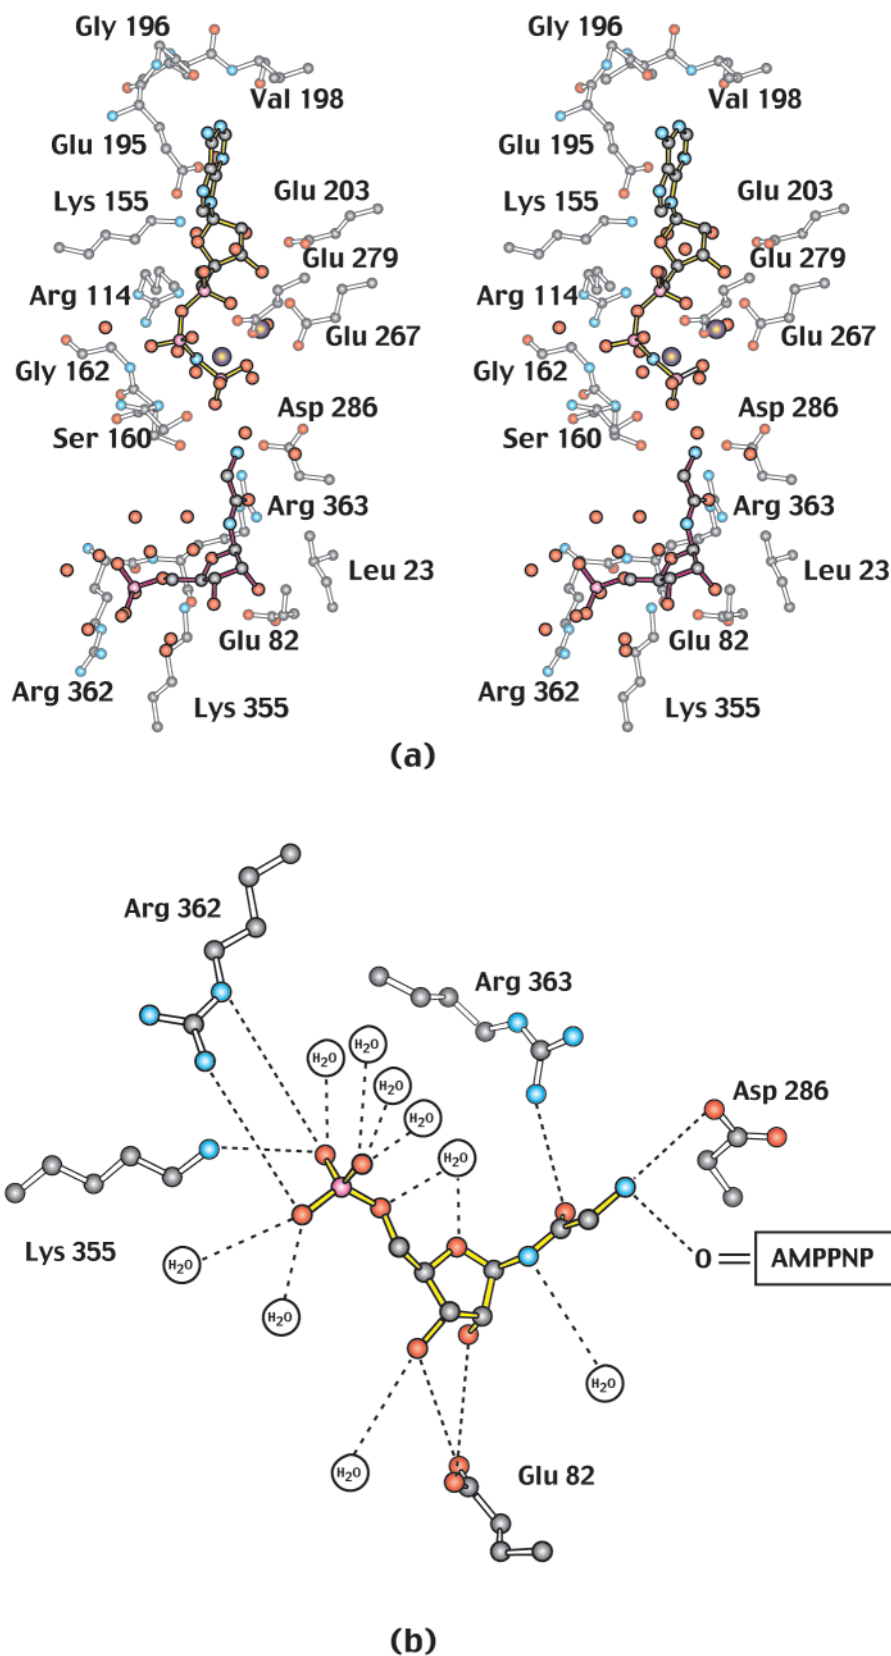 Gly 196 Gly 196
Val 198 Val 198
Glu 195 Glu 195
Lys 155 Glu 203 Lys 155 Glu 203
Glu 279 Glu 279
Arg 114 Arg 114
Glu 267 Glu 267
Gly 162 Gly 162
Asp 286 Asp 286
Ser 160 Ser 160
Arg 363 Arg 363
Leu 23 Leu 23
Glu 82 Glu 82
Arg 362 Arg 362
Lys 355 Lys 355
(a)
Arg 362
Arg 363
H₂O
H₂O
H₂O
Asp 286
H₂O
H₂O
Lys 355
O AMPPNP
H₂O
H₂O
H₂O
H₂O
Glu 82
(b)